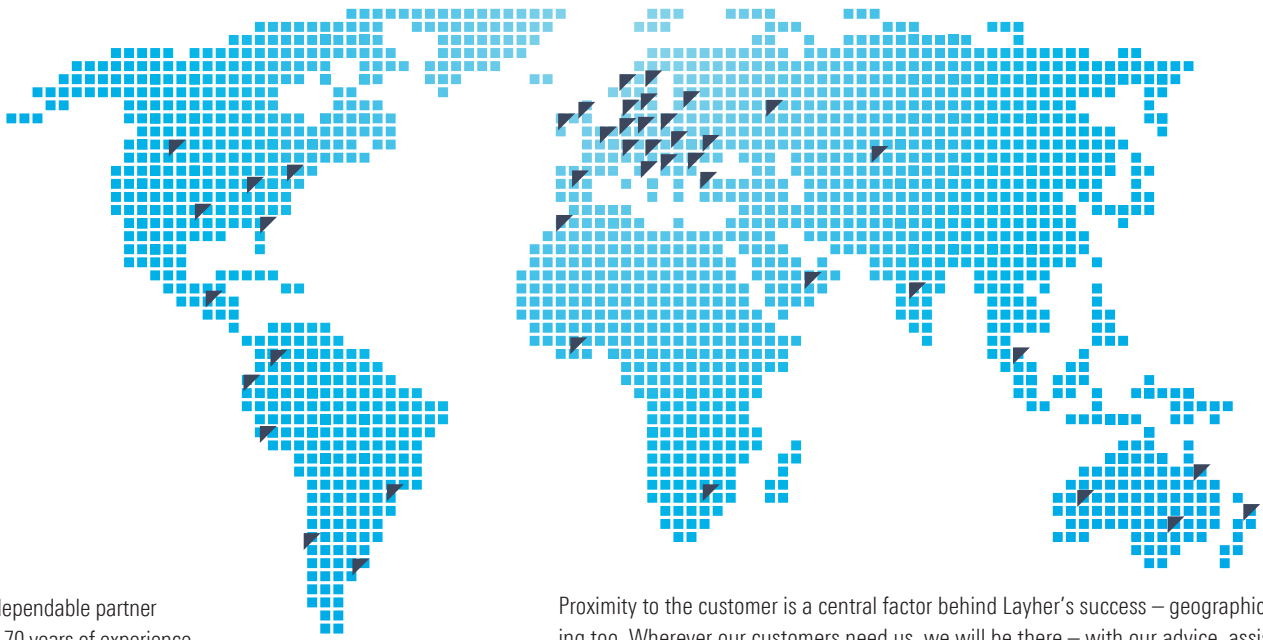 dependable partner
70 years of experience
Proximity to the customer is a central factor behind Layher's success – geographic
ing too. Wherever our customers need us, we will be there – with our advice, assi